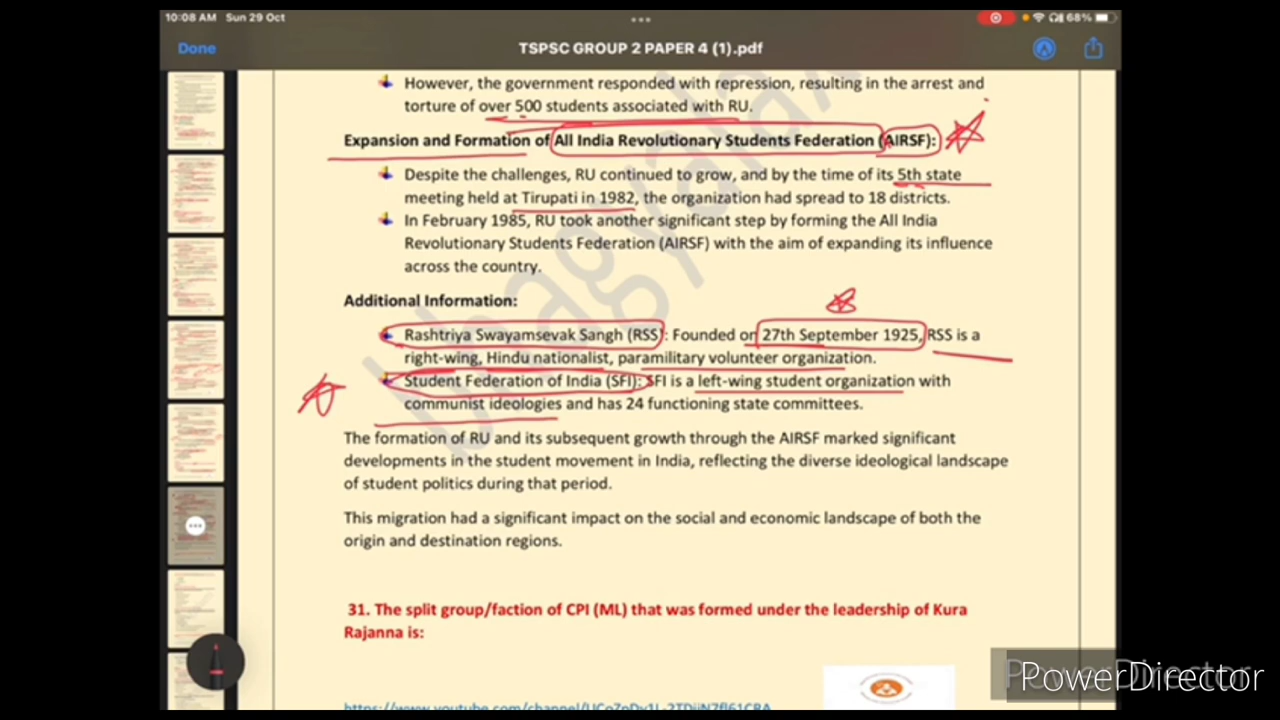 10:08 AM Sun 29 Oct
68%
Done
TSPSC GROUP 2 PAPER 4 (1).pdf
However, the government responded with repression, resulting in the arrest and
torture of over 500 students associated with RU.
Expansion and Formation of All India Revolutionary Students Federation (AIRSF):
Despite the challenges, RU continued to grow, and by the time of its 5th state
meeting held at Tirupati in 1982, the organization had spread to 18 districts.
In February 1985, RU took another significant step by forming the All India
Revolutionary Students Federation (AIRSF) with the aim of expanding its influence
across the country.
Additional Information:
Rashtriya Swayamsevak Sangh (RSS): Founded on 27th September 1925, RSS is a
right-wing, Hindu nationalist, paramilitary volunteer organization.
Student Federation of India (SFI): SFI is a left-wing student organization with
communist ideologies and has 24 functioning state committees.
The formation of RU and its subsequent growth through the AIRSF marked significant
developments in the student movement in India, reflecting the diverse ideological landscape
of student politics during that period.
This migration had a significant impact on the social and economic landscape of both the
origin and destination regions.
31. The split group/faction of CPI (ML) that was formed under the leadership of Kura
Rajanna is:
PowerDirector